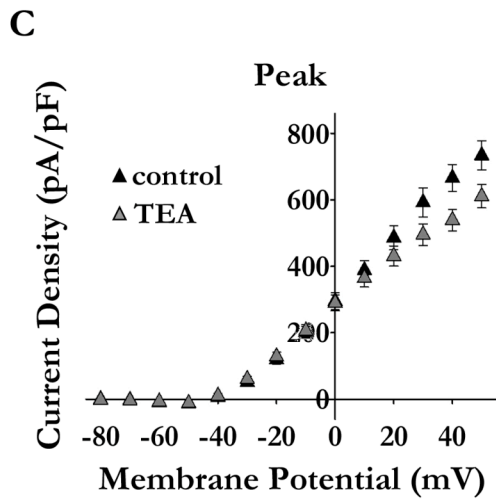 C
Peak
Current Density (pA/pF)
control
TEA
800
600
400
200
0
-80 -60 -40 -20 0 20 40
Membrane Potential (mV)